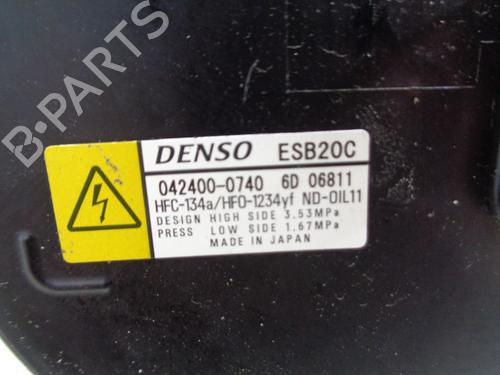 B-PARTS
DENSO ESB20C
042400-0740 6D 06811
HFC-134a/HFO-1234yf ND-OIL11
DESIGN HIGH SIDE 3.53MPa
PRESS LOW SIDE 1.67MPa
MADE IN JAPAN